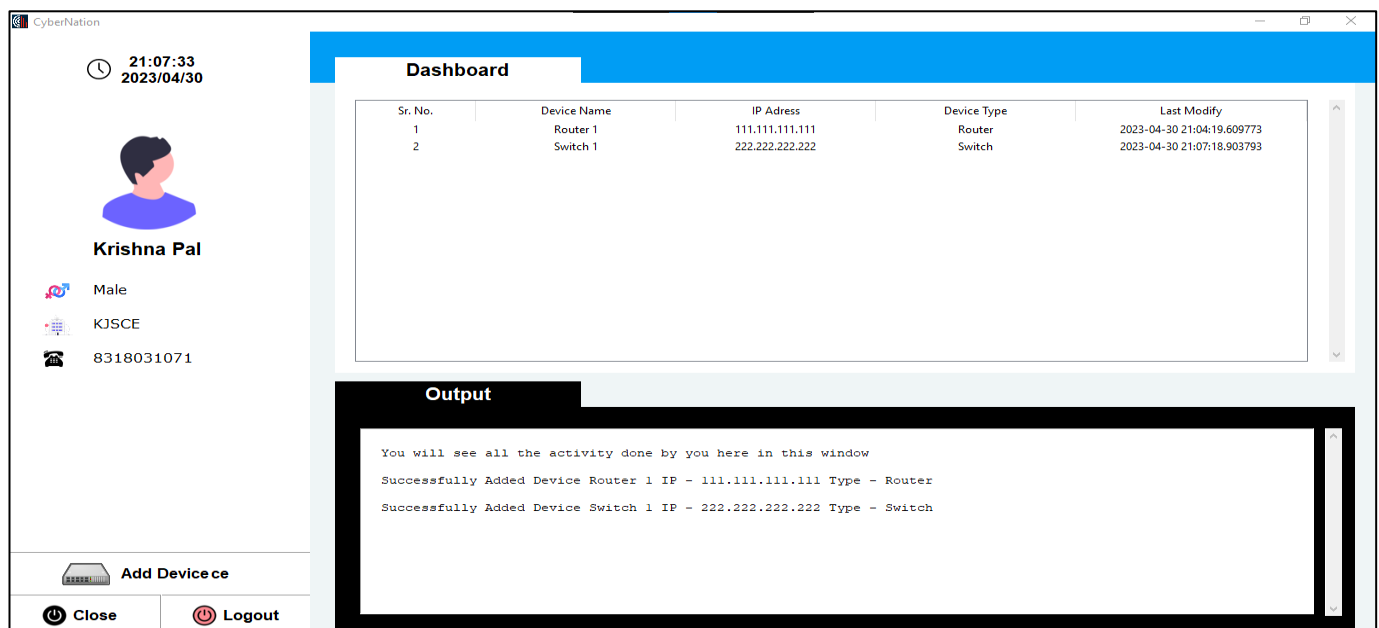 CyberNation
21:07:33
2023/04/30
Krishna Pal
Male
KJSCE
8318031071
Add Devicece
Close Logout
Dashboard
Sr. No. Device Name IP Adress Device Type Last Modify
1 Router 1 111.111.111.111 Router 2023-04-30 21:04:19.609773
2 Switch 1 222.222.222.222 Switch 2023-04-30 21:07:18.903793
Output
You will see all the activity done by you here in this window
Successfully Added Device Router 1 IP - 111.111.111.111 Type - Router
Successfully Added Device Switch 1 IP - 222.222.222.222 Type - Switch